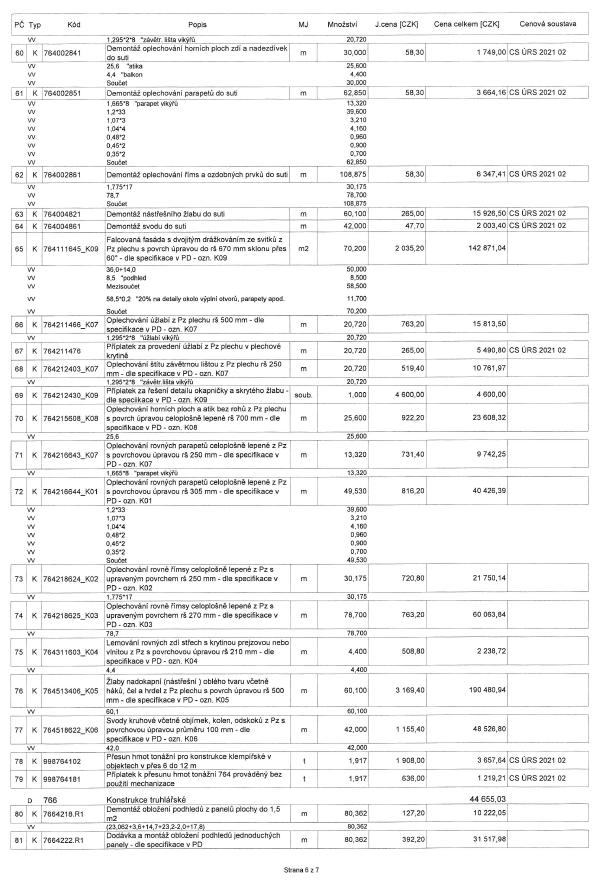 PČ Typ Kód Popis MJ Množství J.cena [CZK] Cena celkem [CZK] Cenová soustava
VV 1,295*2*8 "závětr. lišta vikýřů 20,720
60 K 764002841 Demontáž oplechování horních ploch zdí a nadezdívek do suti m 30,000 58,30 1 749,00 CS ÚRS 2021 02
VV 25,6 "atika 25,600
VV 4,4 "balkon 4,400
VV Součet 30,000
61 K 764002851 Demontáž oplechování parapetů do suti m 62,850 58,30 3 664,16 CS ÚRS 2021 02
VV 1,665*8 "parapet vikýřů 13,320
VV 1,2*33 39,600
VV 1,07*3 3,210
VV 1,04*4 4,160
VV 0,48*2 0,960
VV 0,45*2 0,900
VV 0,35*2 0,700
VV Součet 62,850
62 K 764002861 Demontáž oplechování říms a ozdobných prvků do suti m 108,875 58,30 6 347,41 CS ÚRS 2021 02
VV 1,775*17 30,175
VV 78,7 78,700
VV Součet 108,875
63 K 764004821 Demontáž nástřešního žlabu do suti m 60,100 265,00 15 926,50 CS ÚRS 2021 02
64 K 764004861 Demontáž svodu do suti m 42,000 47,70 2 003,40 CS ÚRS 2021 02
65 K 764111645_K09 Falcovaná fasáda s dvojitým drážkováním ze svitků z
Pz plechu s povrch úpravou do rš 670 mm sklonu přes
60° - dle specifikace v PD - ozn. K09 m2 70,200 2 035,20 142 871,04
VV 36,0+14,0 50,000
VV 8,5 "podhled 8,500
VV Mezisoučet 58,500
VV 58,5*0,2 "20% na detaily okolo výplní otvorů, parapety apod. 11,700
VV Součet 70,200
66 K 764211466_K07 Oplechování úžlabí z Pz plechu rš 500 mm - dle
specifikace v PD - ozn. K07 m 20,720 763,20 15 813,50
VV 1,295*2*8 "úžlabí vikýřů 20,720
67 K 764211476 Příplatek za provedení úžlabí z Pz plechu v plechové
krytině m 20,720 265,00 5 490,80 CS ÚRS 2021 02
68 K 764212403_K07 Oplechování štítu závětrnou lištou z Pz plechu rš 250
mm - dle specifikace v PD - ozn. K07 m 20,720 519,40 10 761,97
VV 1,295*2*8 "závětr. lišta vikýřů 20,720
69 K 764212430_K09 Příplatek za řešení detailu okapničky a skrytého žlabu -
dle specifikace v PD - ozn. K09 soub. 1,000 4 600,00 4 600,00
70 K 764215608_K08 Oplechování horních ploch a atik bez rohů z Pz plechu
s povrch úpravou celoplošně lepené rš 700 mm - dle
specifikace v PD - ozn. K08 m 25,600 922,20 23 608,32
VV 25,6 25,600
71 K 764216643_K07 Oplechování rovných parapetů celoplošně lepené z Pz
s povrchovou úpravou rš 250 mm - dle specifikace v
PD - ozn. K07 m 13,320 731,40 9 742,25
VV 1,665*8 "parapet vikýřů 13,320
72 K 764216644_K01 Oplechování rovných parapetů celoplošně lepené z Pz
s povrchovou úpravou rš 305 mm - dle specifikace v
PD - ozn. K01 m 49,530 816,20 40 426,39
VV 1,2*33 39,600
VV 1,07*3 3,210
VV 1,04*4 4,160
VV 0,48*2 0,960
VV 0,45*2 0,900
VV 0,35*2 0,700
VV Součet 49,530
73 K 764218624_K02 Oplechování rovné římsy celoplošně lepené z Pz s
upraveným povrchem rš 250 mm - dle specifikace v
PD - ozn. K02 m 30,175 720,80 21 750,14
VV 1,775*17 30,175
74 K 764218625_K03 Oplechování rovné římsy celoplošně lepené z Pz s
upraveným povrchem rš 270 mm - dle specifikace v
PD - ozn. K03 m 78,700 763,20 60 063,84
VV 78,7 78,700
75 K 764311603_K04 Lemování rovných zdí střech s krytinou prejzovou nebo
vlnitou z Pz s povrchovou úpravou rš 210 mm - dle
specifikace v PD - ozn. K04 m 4,400 508,80 2 238,72
VV 4,4 4,400
76 K 764513406_K05 Žlaby nadokapní (nástřešní ) oblého tvaru včetně
háků, čel a hrdel z Pz plechu s povrch úpravou rš 500
mm - dle specifikace v PD - ozn. K05 m 60,100 3 169,40 190 480,94
VV 60,1 60,100
77 K 764518622_K06 Svody kruhové včetně objímek, kolen, odskoků z Pz s
povrchovou úpravou průměru 100 mm - dle
specifikace v PD - ozn. K06 m 42,000 1 155,40 48 526,80
VV 42,0 42,000
78 K 998764102 Přesun hmot tonážní pro konstrukce klempířské v
objektech v přes 6 do 12 m t 1,917 1 908,00 3 657,64 CS ÚRS 2021 02
79 K 998764181 Příplatek k přesunu hmot tonážní 764 prováděný bez
použití mechanizace t 1,917 636,00 1 219,21 CS ÚRS 2021 02
D 766 Konstrukce truhlářské 44 655,03
80 K 7664218.R1 Demontáž obložení podhledů z panelů plochy do 1,5
m2 m 80,362 127,20 10 222,05
VV (23,062+3,6+14,7+23,2-2,0+17,8) 80,362
81 K 7664222.R1 Dodávka a montáž obložení podhledů jednoduchých
panely - dle specifikace v PD m 80,362 392,20 31 517,98
Strana 6 z 7